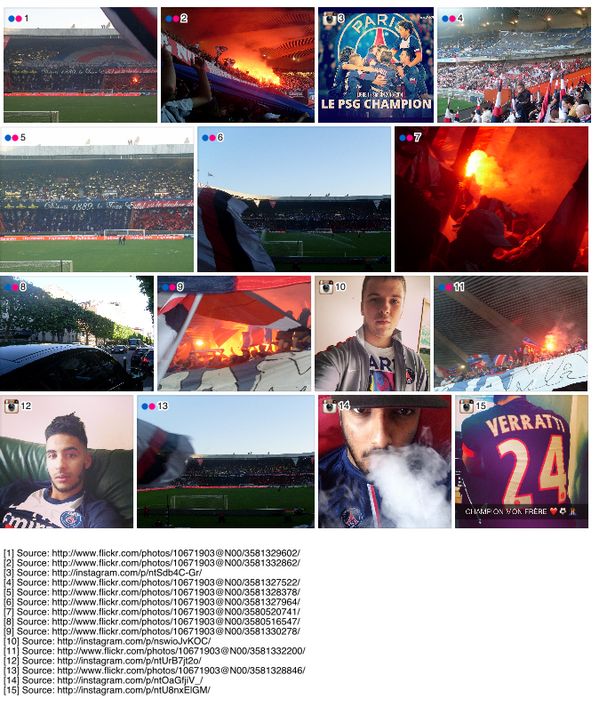 1
2
3
4
PARIS
LE PSG CHAMPION
5
6
7
8
9
10
11
PARI
12
13
14
15
VERRATTI
24
CHAMPION MON FRÈRE
[1] Source: http://www.flickr.com/photos/10671903@N00/3581329602/
[2] Source: http://www.flickr.com/photos/10671903@N00/3581332862/
[3] Source: http://instagram.com/p/ntSdb4C-Gr/
[4] Source: http://www.flickr.com/photos/10671903@N00/3581327522/
[5] Source: http://www.flickr.com/photos/10671903@N00/3581328378/
[6] Source: http://www.flickr.com/photos/10671903@N00/3581327964/
[7] Source: http://www.flickr.com/photos/10671903@N00/3580520741/
[8] Source: http://www.flickr.com/photos/10671903@N00/3580516547/
[9] Source: http://www.flickr.com/photos/10671903@N00/3581330278/
[10] Source: http://instagram.com/p/nswioJvKOC/
[11] Source: http://www.flickr.com/photos/10671903@N00/3581332200/
[12] Source: http://instagram.com/p/ntUrB7jt2o/
[13] Source: http://www.flickr.com/photos/10671903@N00/3581328846/
[14] Source: http://instagram.com/p/ntOaGfjiV_/
[15] Source: http://instagram.com/p/ntU8nxElGM/